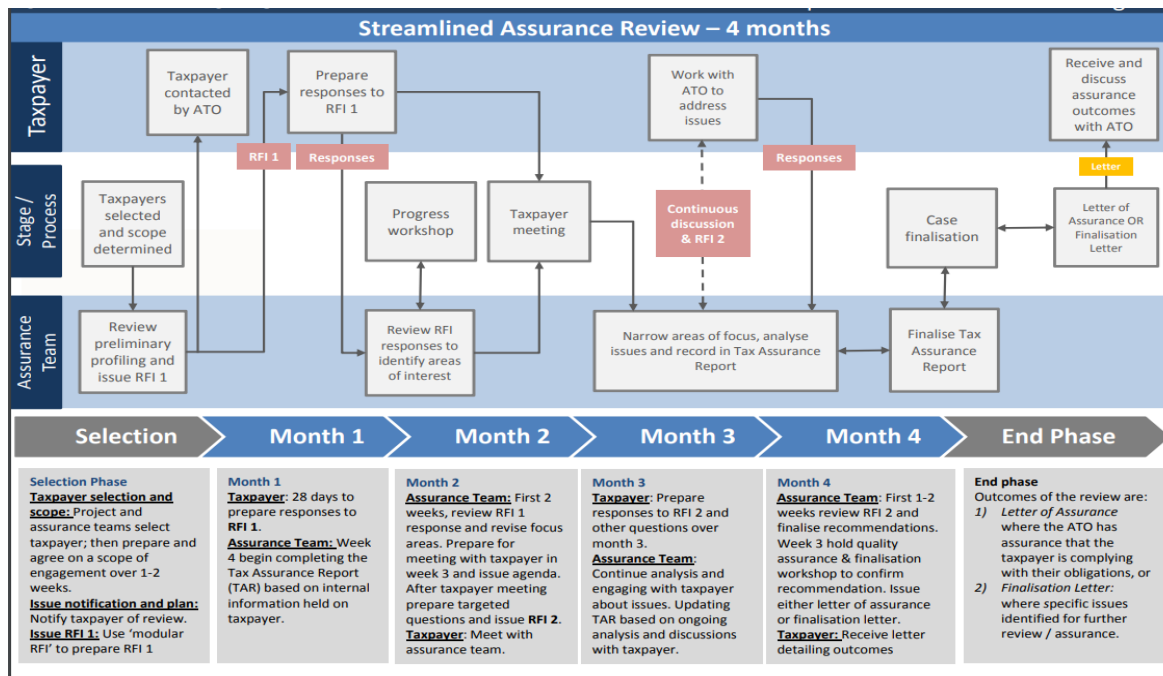 Streamlined Assurance Review – 4 months
Taxpayer
Taxpayer
contacted
by ATO
Prepare
responses to
RFI 1
Work with
ATO to
address
issues
Receive and
discuss
assurance
outcomes
with ATO
RFI 1
Responses
Responses
Letter
Stage /
Process
Taxpayers
selected
and scope
determined
Progress
workshop
Taxpayer
meeting
Continuous
discussion
& RFI 2
Case
finalisation
Letter of
Assurance OR
Finalisation
Letter
Assurance
Team
Review
preliminary
profiling and
issue RFI 1
Review RFI
responses to
identify areas
of interest
Narrow areas of focus, analyse
issues and record in Tax Assurance
Report
Finalise Tax
Assurance
Report
Selection
Month 1
Month 2
Month 3
Month 4
End Phase
Selection Phase
Taxpayer selection and
scope: Project and
assurance teams select
taxpayer; then prepare and
agree on a scope of
engagement over 1-2
weeks.
Issue notification and plan:
Notify taxpayer of review.
Issue RFI 1: Use ‘modular
RFI’ to prepare RFI 1
Month 1
Taxpayer: 28 days to
prepare responses to
RFI 1.
Assurance Team: Week
4 begin completing the
Tax Assurance Report
(TAR) based on internal
information held on
taxpayer.
Month 2
Assurance Team: First 2
weeks, review RFI 1
response and revise focus
areas. Prepare for
meeting with taxpayer in
week 3 and issue agenda.
After taxpayer meeting
prepare targeted
questions and issue RFI 2.
Taxpayer: Meet with
assurance team.
Month 3
Taxpayer: Prepare
responses to RFI 2 and
other questions over
month 3.
Assurance Team:
Continue analysis and
engaging with taxpayer
about issues. Updating
TAR based on ongoing
analysis and discussions
with taxpayer.
Month 4
Assurance Team: First 1-2
weeks review RFI 2 and
finalise recommendations.
Week 3 hold quality
assurance & finalisation
workshop to confirm
recommendation. Issue
either letter of assurance
or finalisation letter.
Taxpayer: Receive letter
detailing outcomes
End phase
Outcomes of the review are:
1) Letter of Assurance
where the ATO has
assurance that the
taxpayer is complying
with their obligations, or
2) Finalisation Letter:
where specific issues
identified for further
review / assurance.